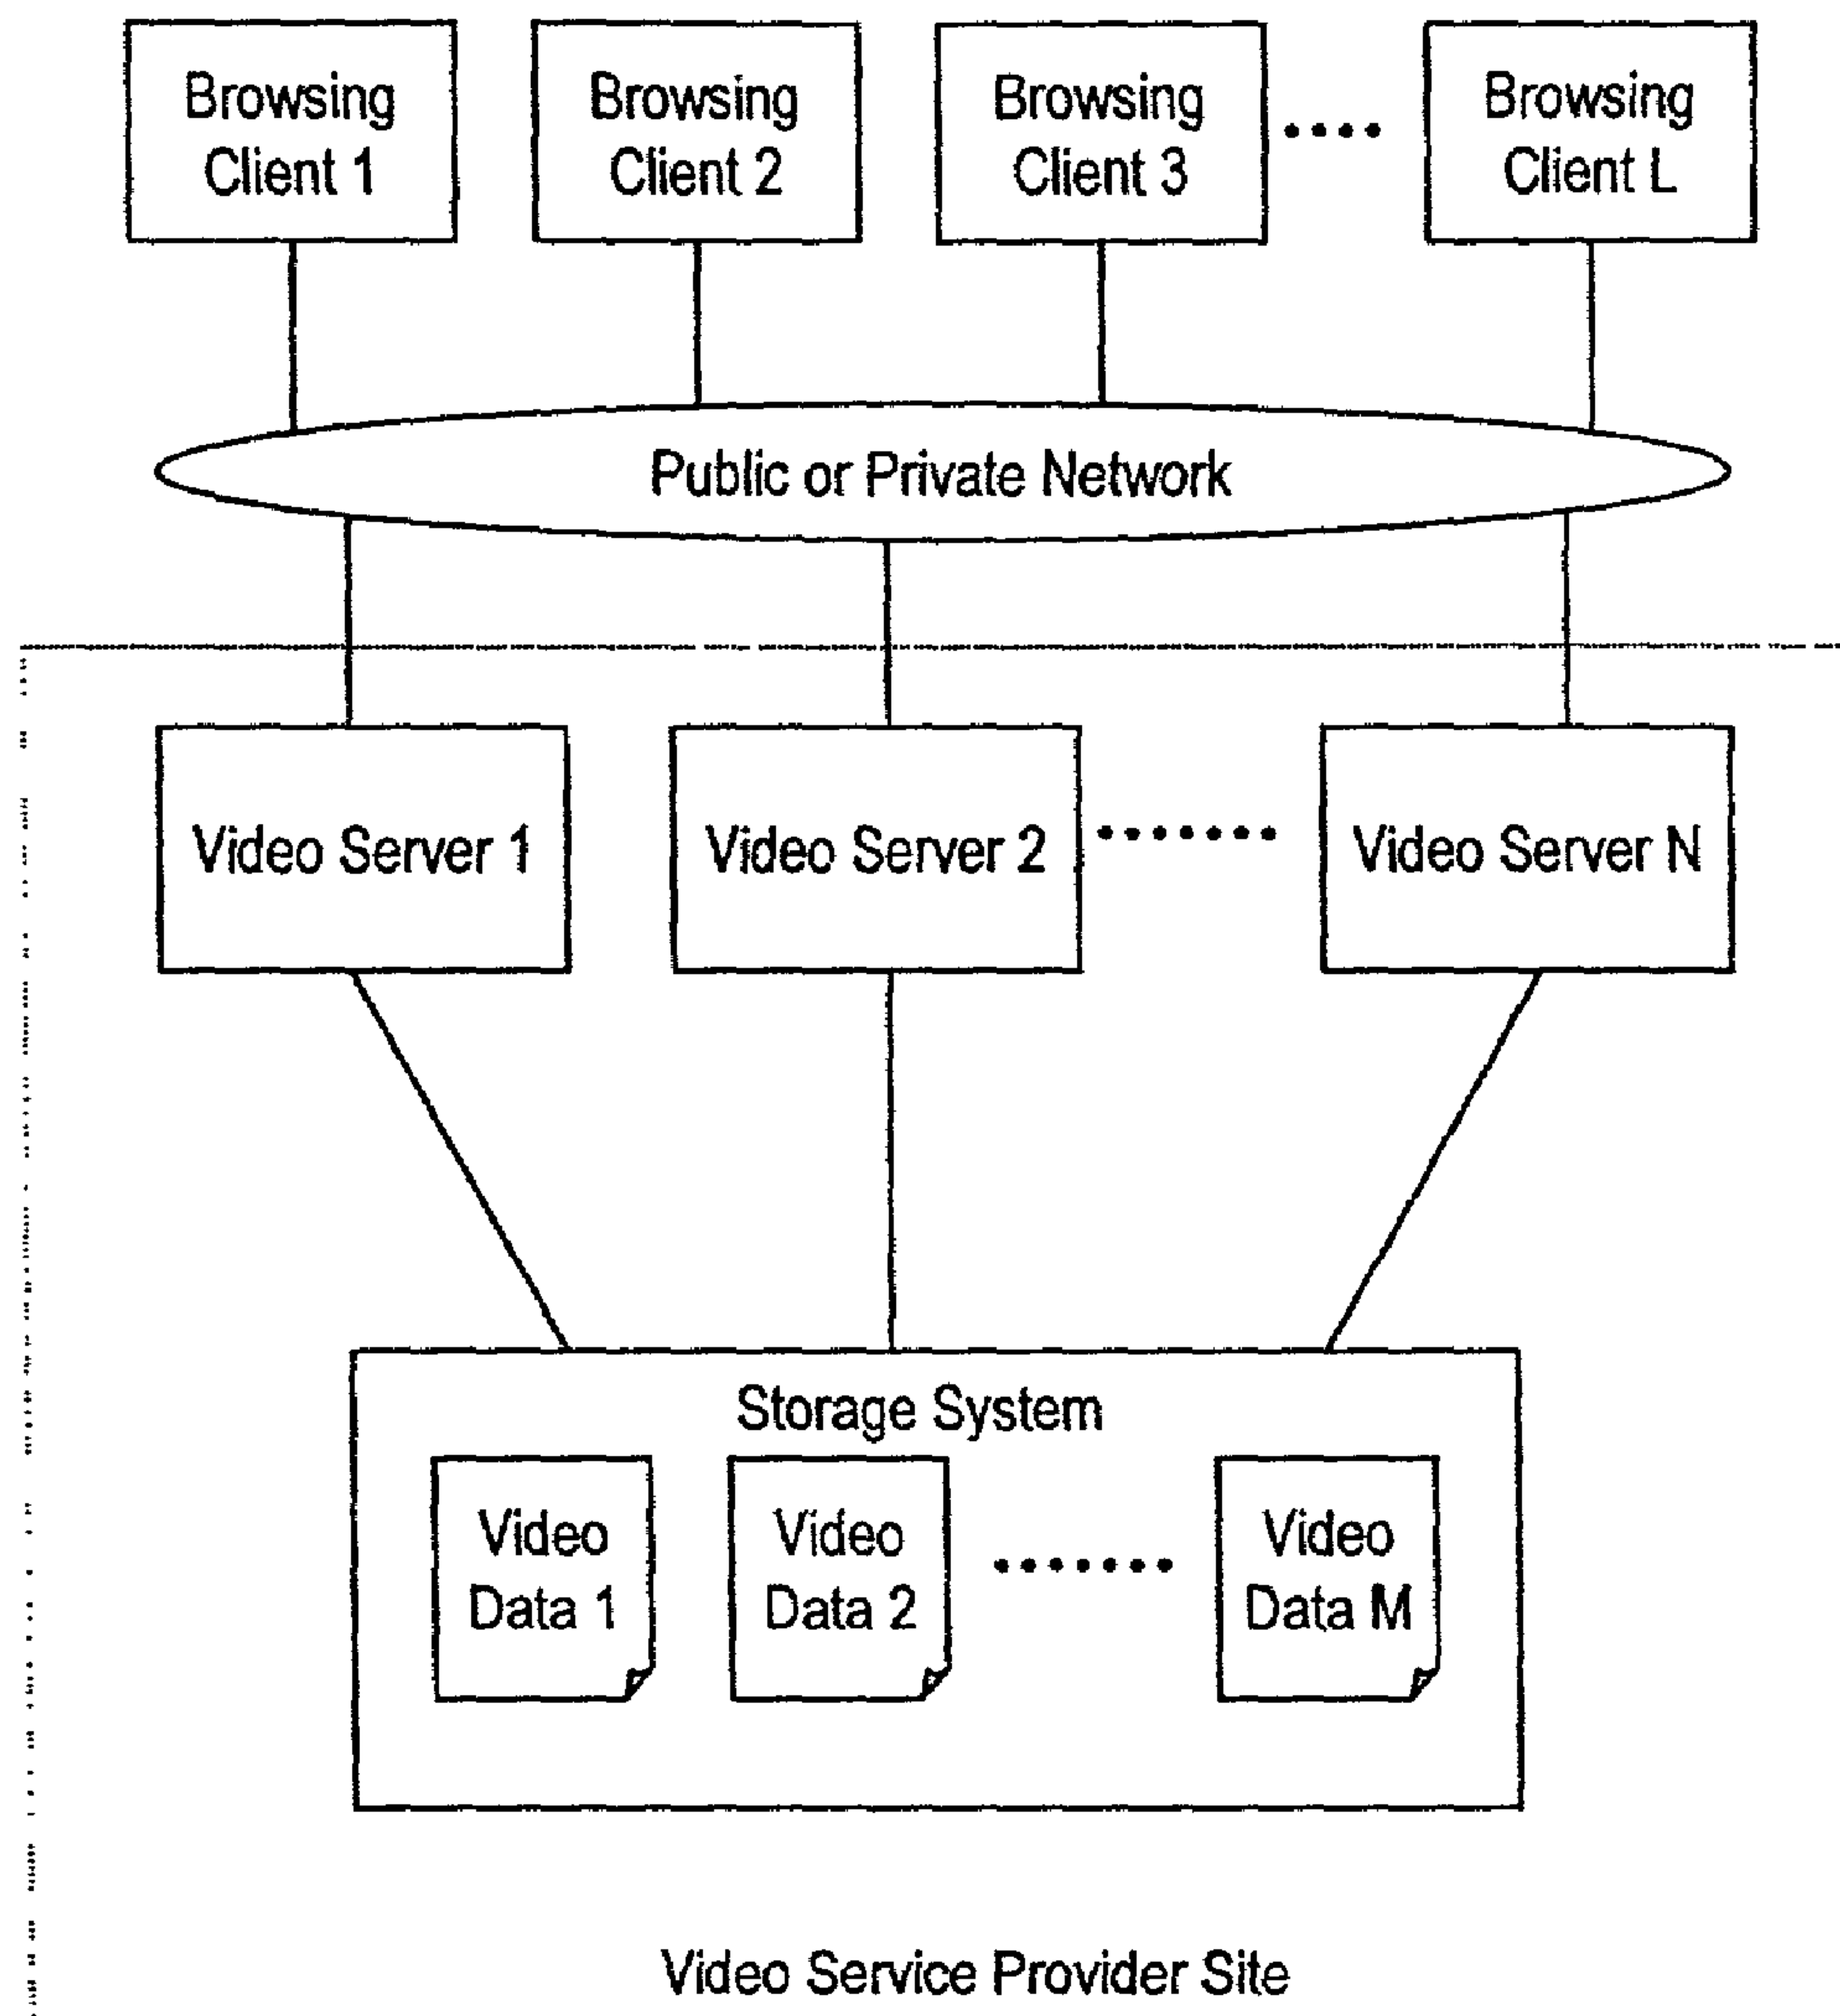 Browsing
Client 1
Browsing
Client 2
Browsing
Client 3
Browsing
Client L
Public or Private Network
Video Server 1
Video Server 2
Video Server N
Storage System
Video
Data 1
Video
Data 2
Video
Data M
Video Service Provider Site